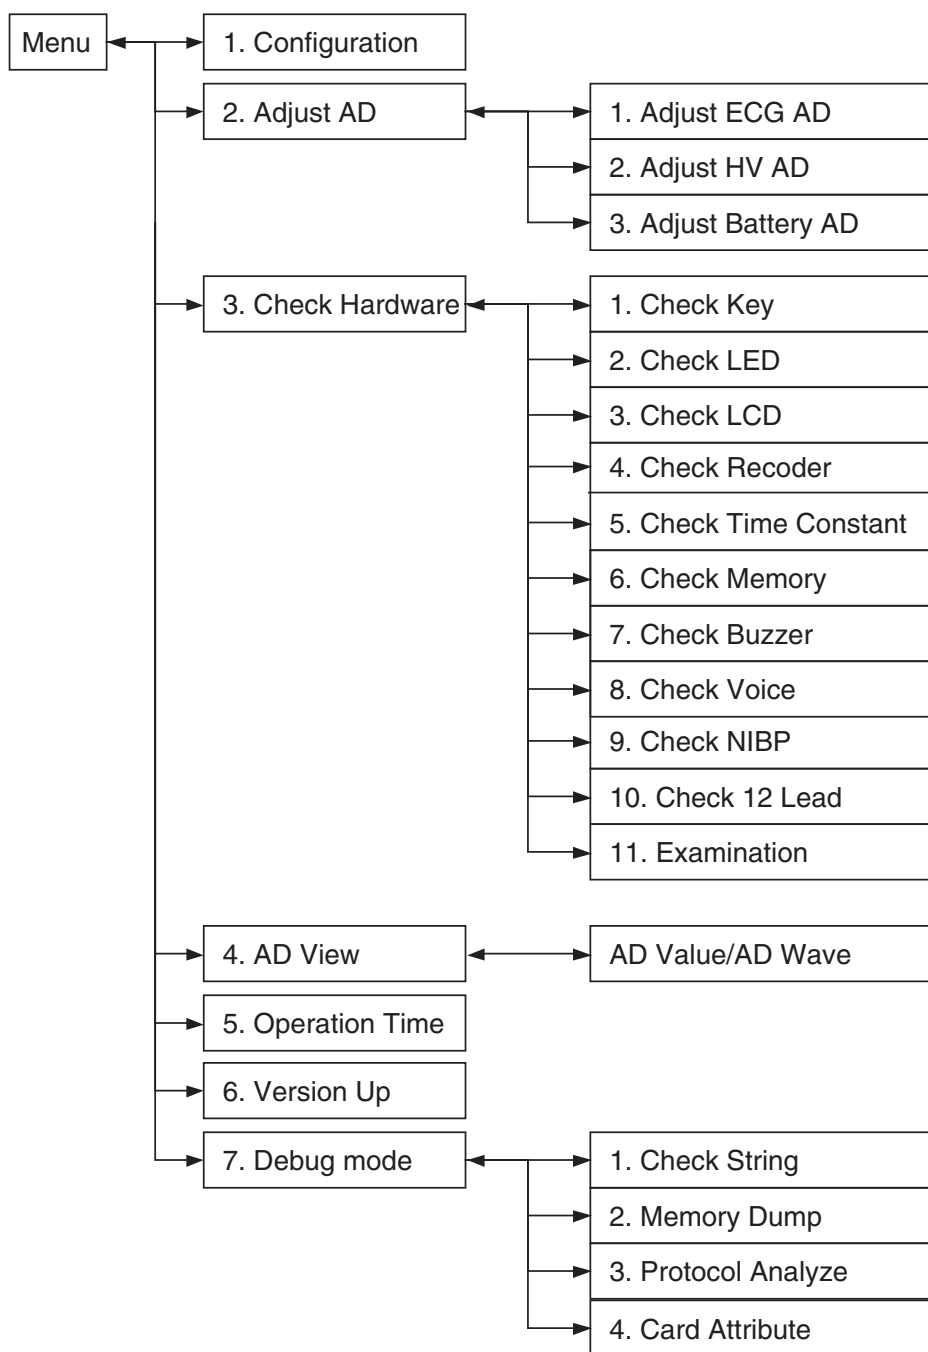 Menu
1. Configuration
2. Adjust AD
1. Adjust ECG AD
2. Adjust HV AD
3. Adjust Battery AD
3. Check Hardware
1. Check Key
2. Check LED
3. Check LCD
4. Check Recoder
5. Check Time Constant
6. Check Memory
7. Check Buzzer
8. Check Voice
9. Check NIBP
10. Check 12 Lead
11. Examination
4. AD View
AD Value/AD Wave
5. Operation Time
6. Version Up
7. Debug mode
1. Check String
2. Memory Dump
3. Protocol Analyze
4. Card Attribute